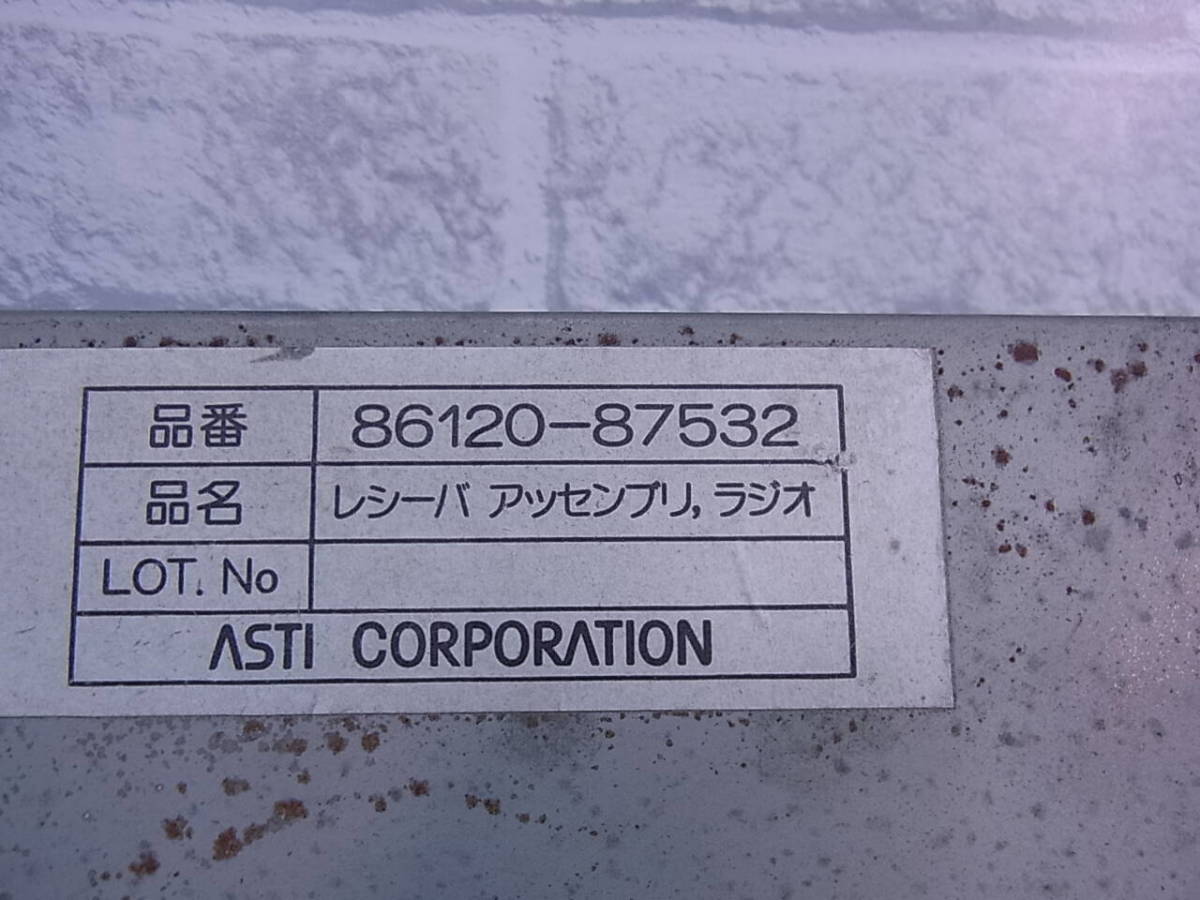 品番 86120-87532
品名 レシーバ アッセンブリ, ラジオ
LOT. No
ASTI CORPORATION